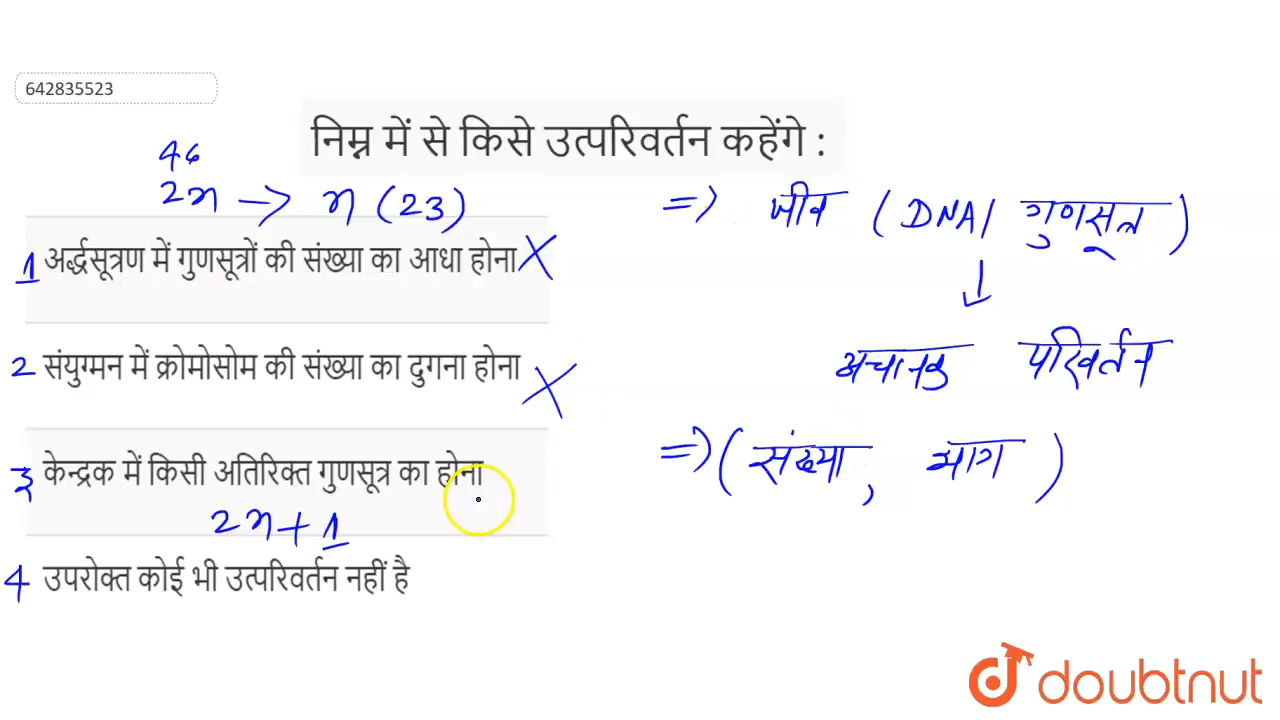 642835523
निम्न में से किसे उत्परिवर्तन कहेंगे :
46
2n → n (23)
1 अर्द्धसूत्रण में गुणसूत्रों की संख्या का आधा होना X
2 संयुग्मन में क्रोमोसोम की संख्या का दुगना होना X
3 केन्द्रक में किसी अतिरिक्त गुणसूत्र का होना
2n + 1
4 उपरोक्त कोई भी उत्परिवर्तन नहीं है
⇒ जीन (DNA/ गुणसूत्र)
↓
अचानक परिवर्तन
⇒ (संख्या, भाग)
doubtnut